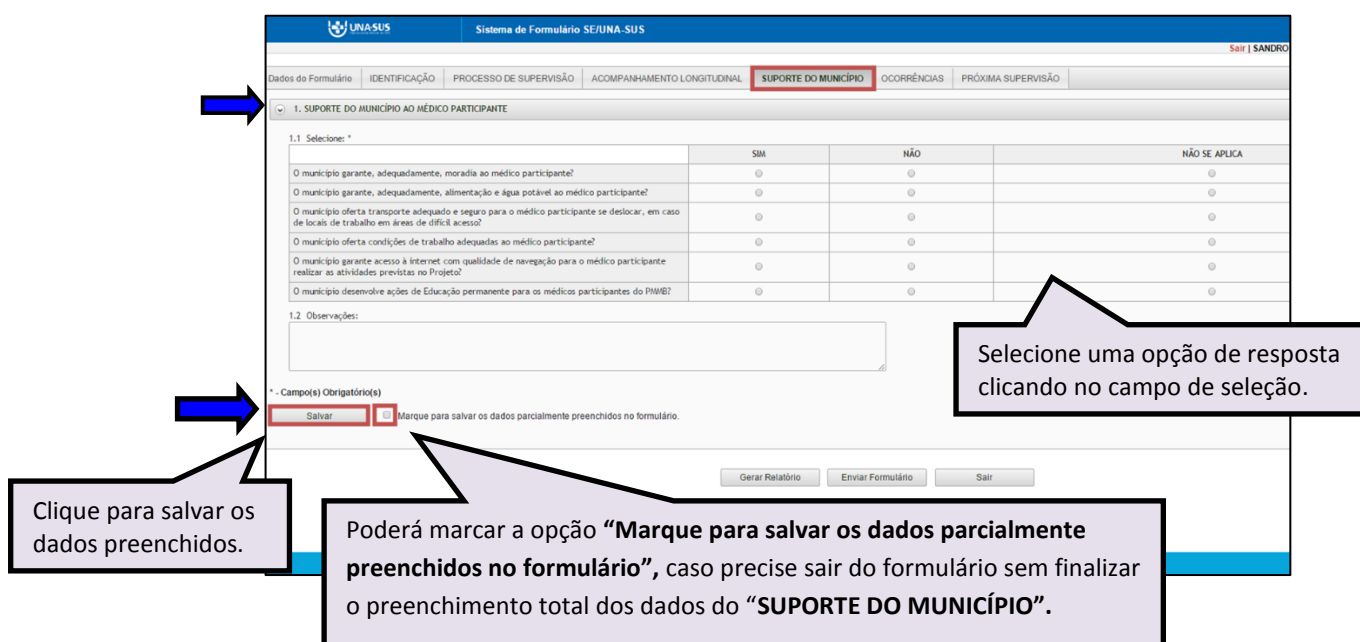 UNA-SUS
Sistema de Formulário SE/UNA-SUS
Sair | SANDRO
Dados do Formulário
IDENTIFICAÇÃO
PROCESSO DE SUPERVISÃO
ACOMPANHAMENTO LONGITUDINAL
SUPORTE DO MUNICÍPIO
OCORRÊNCIAS
PRÓXIMA SUPERVISÃO
1. SUPORTE DO MUNICÍPIO AO MÉDICO PARTICIPANTE
1.1 Selecione: *
SIM
NÃO
NÃO SE APLICA
O município garante, adequadamente, moradia ao médico participante?
O município garante, adequadamente, alimentação e água potável ao médico participante?
O município oferta transporte adequado e seguro para o médico participante se deslocar, em caso
de locais de trabalho em áreas de difícil acesso?
O município oferta condições de trabalho adequadas ao médico participante?
O município garante acesso à internet com qualidade de navegação para o médico participante
realizar as atividades previstas no Projeto?
O município desenvolve ações de Educação permanente para os médicos participantes do PMMB?
1.2 Observações:
Selecione uma opção de resposta
clicando no campo de seleção.
* - Campo(s) Obrigatório(s)
Salvar
Marque para salvar os dados parcialmente preenchidos no formulário.
Gerar Relatório
Enviar Formulário
Sair
Clique para salvar os
dados preenchidos.
Poderá marcar a opção “Marque para salvar os dados parcialmente
preenchidos no formulário”, caso precise sair do formulário sem finalizar
o preenchimento total dos dados do “SUPORTE DO MUNICÍPIO”.